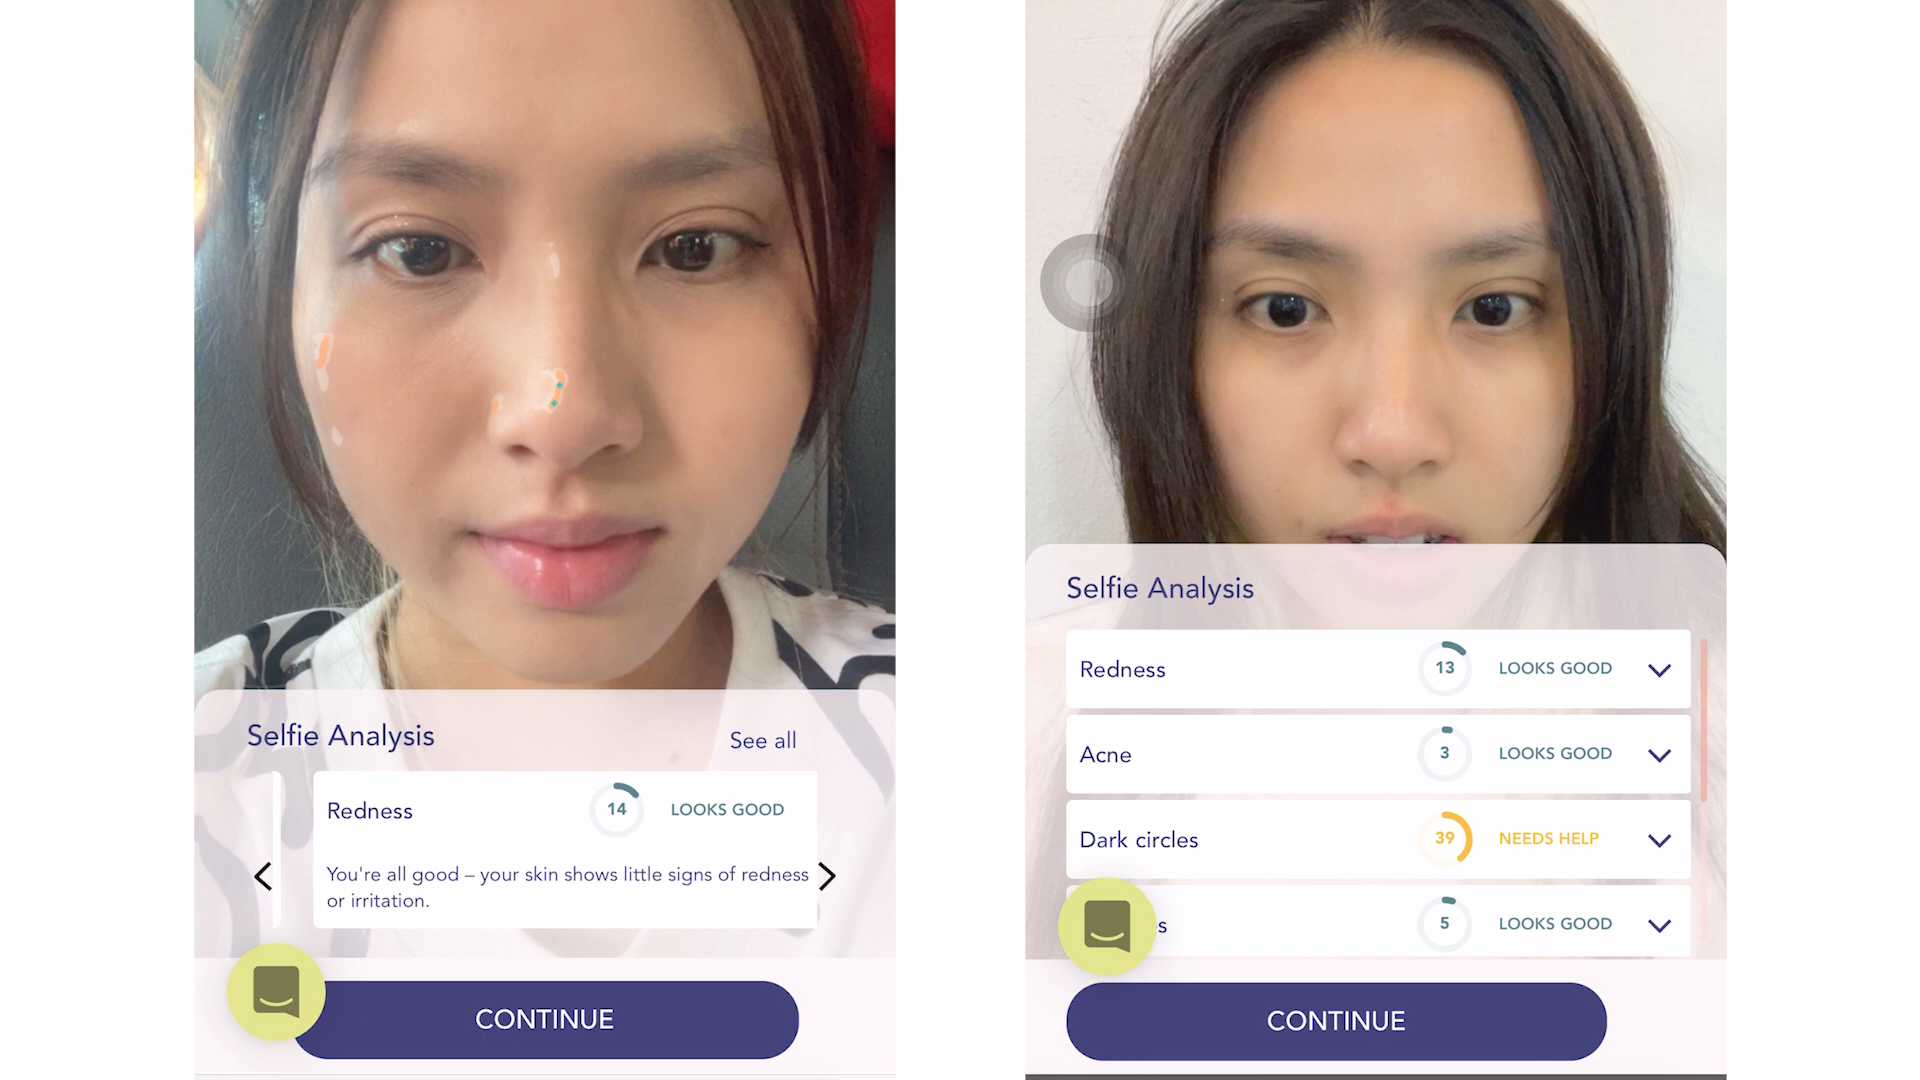 Selfie Analysis
See all
Redness
14
LOOKS GOOD
You're all good – your skin shows little signs of redness
or irritation.
CONTINUE
Selfie Analysis
Redness
13
LOOKS GOOD
Acne
3
LOOKS GOOD
Dark circles
39
NEEDS HELP
5
LOOKS GOOD
CONTINUE